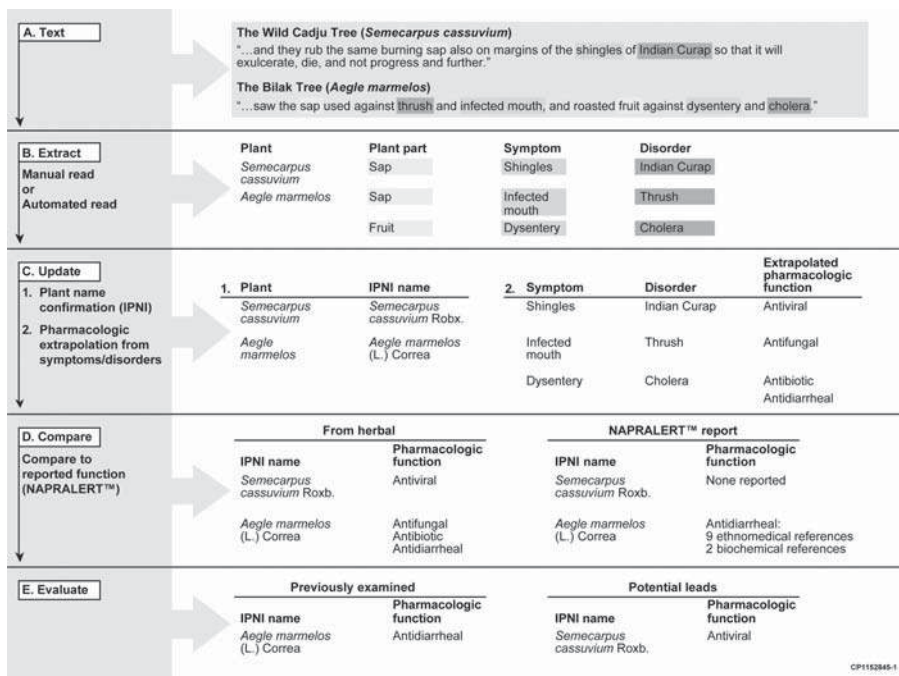 A. Text
The Wild Cadju Tree (Semecarpus cassuvium)
“…and they rub the same burning sap also on margins of the shingles of Indian Curap so that it will
exulcerate, die, and not progress and further.”
The Bilak Tree (Aegle marmelos)
“…saw the sap used against thrush and infected mouth, and roasted fruit against dysentery and cholera.”
B. Extract
Manual read
or
Automated read
Plant Plant part Symptom Disorder
Semecarpus
cassuvium
Sap Shingles Indian Curap
Aegle marmelos Sap Infected
mouth
Thrush
Fruit Dysentery Cholera
C. Update
1. Plant name
confirmation (IPNI)
2. Pharmacologic
extrapolation from
symptoms/disorders
1. Plant IPNI name
Semecarpus
cassuvium
Semecarpus
cassuvium Robx.
Aegle
marmelos
Aegle marmelos
(L.) Correa
2. Symptom Disorder Extrapolated
pharmacologic
function
Shingles Indian Curap Antiviral
Infected
mouth
Thrush Antifungal
Dysentery Cholera Antibiotic
Antidiarrheal
D. Compare
Compare to
reported function
(NAPRALERT™)
From herbal
IPNI name Pharmacologic
function
Semecarpus
cassuvium Roxb.
Antiviral
Aegle marmelos
(L.) Correa
Antifungal
Antibiotic
Antidiarrheal
NAPRALERT™ report
IPNI name Pharmacologic
function
Semecarpus
cassuvium Roxb.
None reported
Aegle marmelos
(L.) Correa
Antidiarrheal:
9 ethnomedical references
2 biochemical references
E. Evaluate
Previously examined
IPNI name Pharmacologic
function
Aegle marmelos
(L.) Correa
Antidiarrheal
Potential leads
IPNI name Pharmacologic
function
Semecarpus
cassuvium Roxb.
Antiviral
CP1152845-1